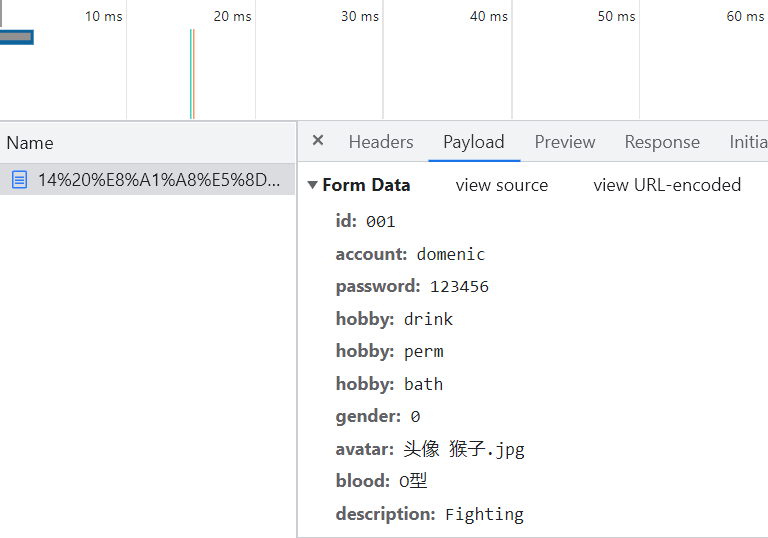 10 ms 20 ms 30 ms 40 ms 50 ms 60 ms
Name
14%20%E8%A1%A8%E5%8D...
× Headers Payload Preview Response Initia
Form Data view source view URL-encoded
id: 001
account: domenic
password: 123456
hobby: drink
hobby: perm
hobby: bath
gender: 0
avatar: 头像 猴子.jpg
blood: O型
description: Fighting